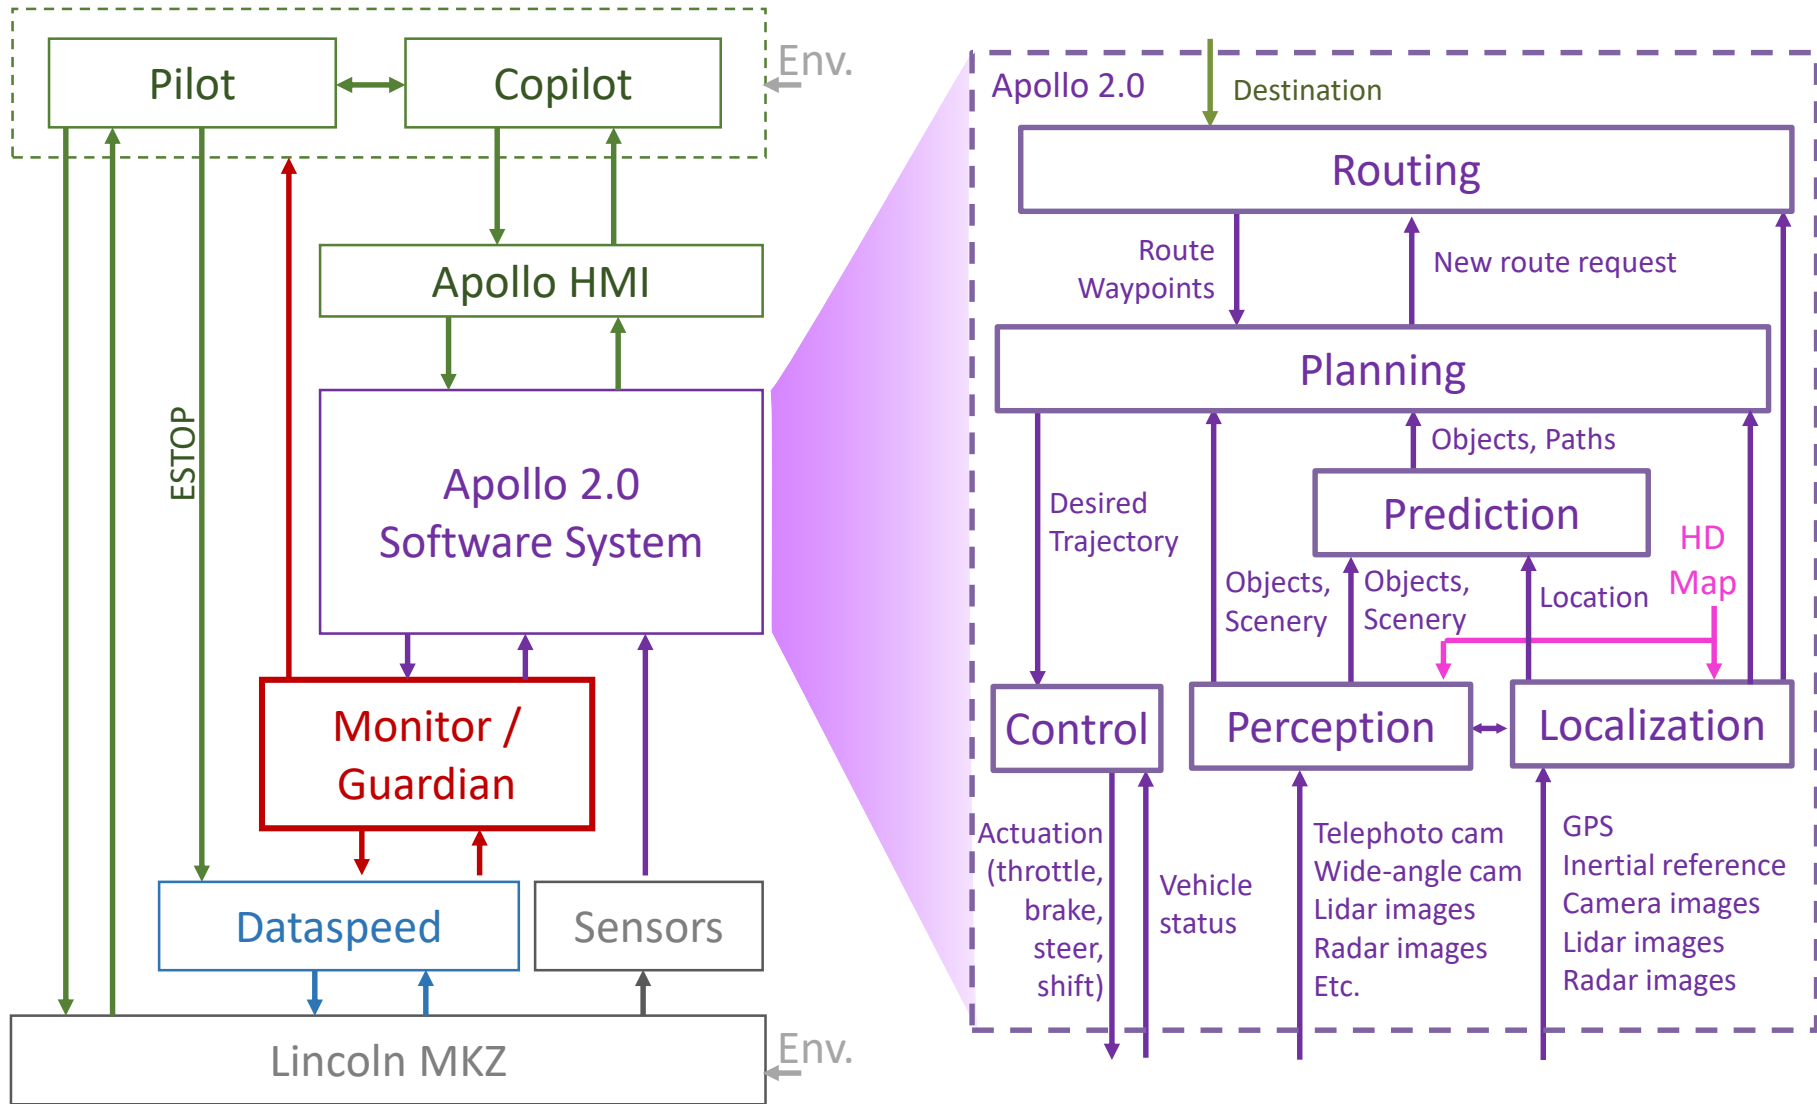 Pilot
Copilot
Env.
Apollo HMI
ESTOP
Apollo 2.0
Software System
Monitor /
Guardian
Dataspeed
Sensors
Lincoln MKZ
Env.
Apollo 2.0
Destination
Routing
Route
Waypoints
New route request
Planning
Objects, Paths
Desired
Trajectory
Prediction
HD
Map
Objects,
Scenery
Objects,
Scenery
Location
Control
Perception
Localization
Actuation
(throttle,
brake,
steer,
shift)
Vehicle
status
Telephoto cam
Wide-angle cam
Lidar images
Radar images
Etc.
GPS
Inertial reference
Camera images
Lidar images
Radar images